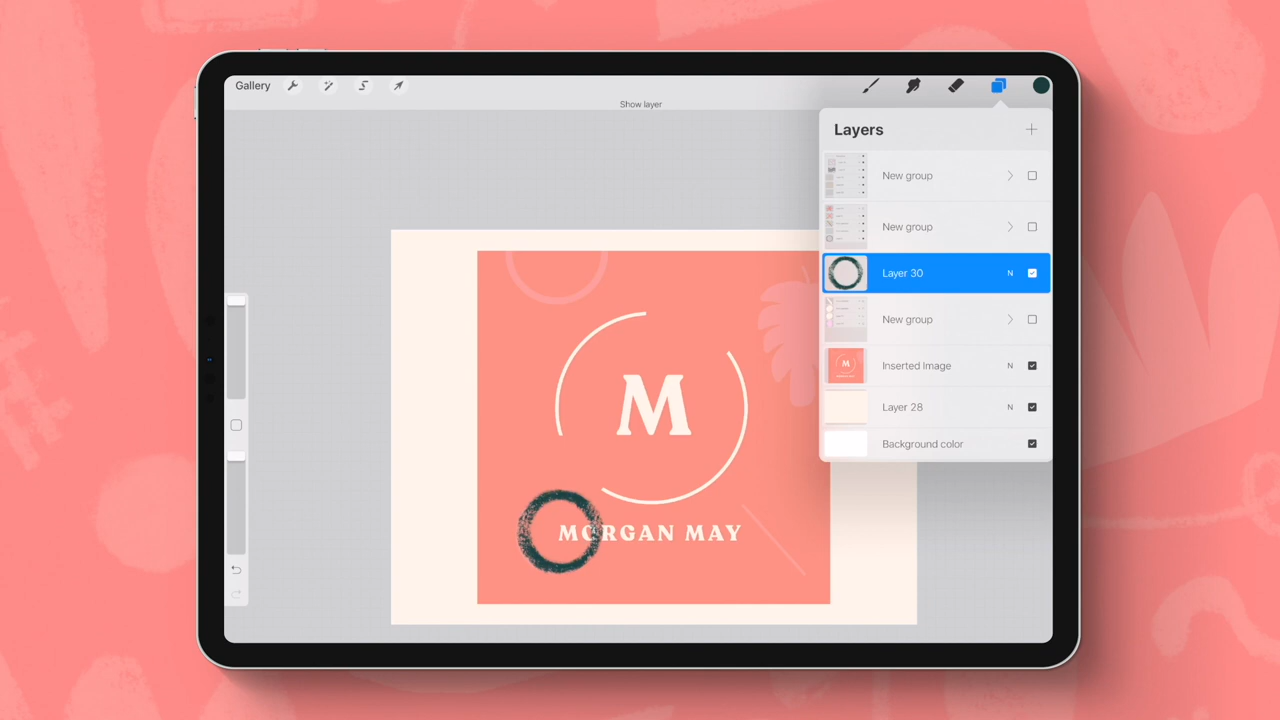 Gallery
Show layer
Layers
New group
New group
Layer 30 N
New group
Inserted Image N
Layer 28 N
Background color
M
MORGAN MAY